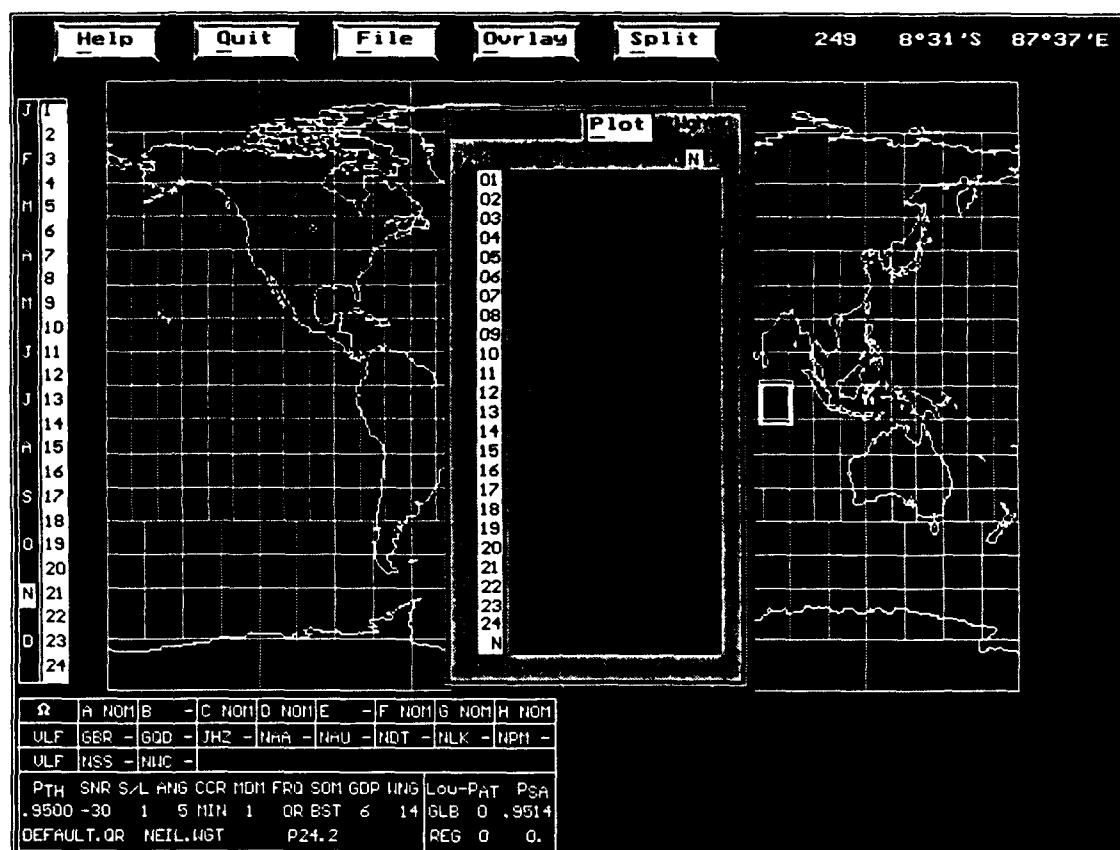 Help Quit File Ovrlay Split 249 8°31'S 87°37'E
Plot
N
J
F
M
A
M
J
J
A
S
O
N
D
1
2
3
4
5
6
7
8
9
10
11
12
13
14
15
16
17
18
19
20
21
22
23
24
01
02
03
04
05
06
07
08
09
10
11
12
13
14
15
16
17
18
19
20
21
22
23
24
N
Ω A NOM B - C NOM D NOM E - F NOM G NOM H NOM
VLF GBR - GQD - JHZ - NAA - NAU - NDT - NLK - NPM -
VLF NSS - NWC -
PTH SNR S/L ANG CCR MDM FRQ SOM GDP WNG Low-PAT PSA
.9500 -30 1 5 MIN 1 OR BST 6 14 GLB 0 .9514
DEFAULT.QR NEIL.WGT P24.2 REG 0 0.